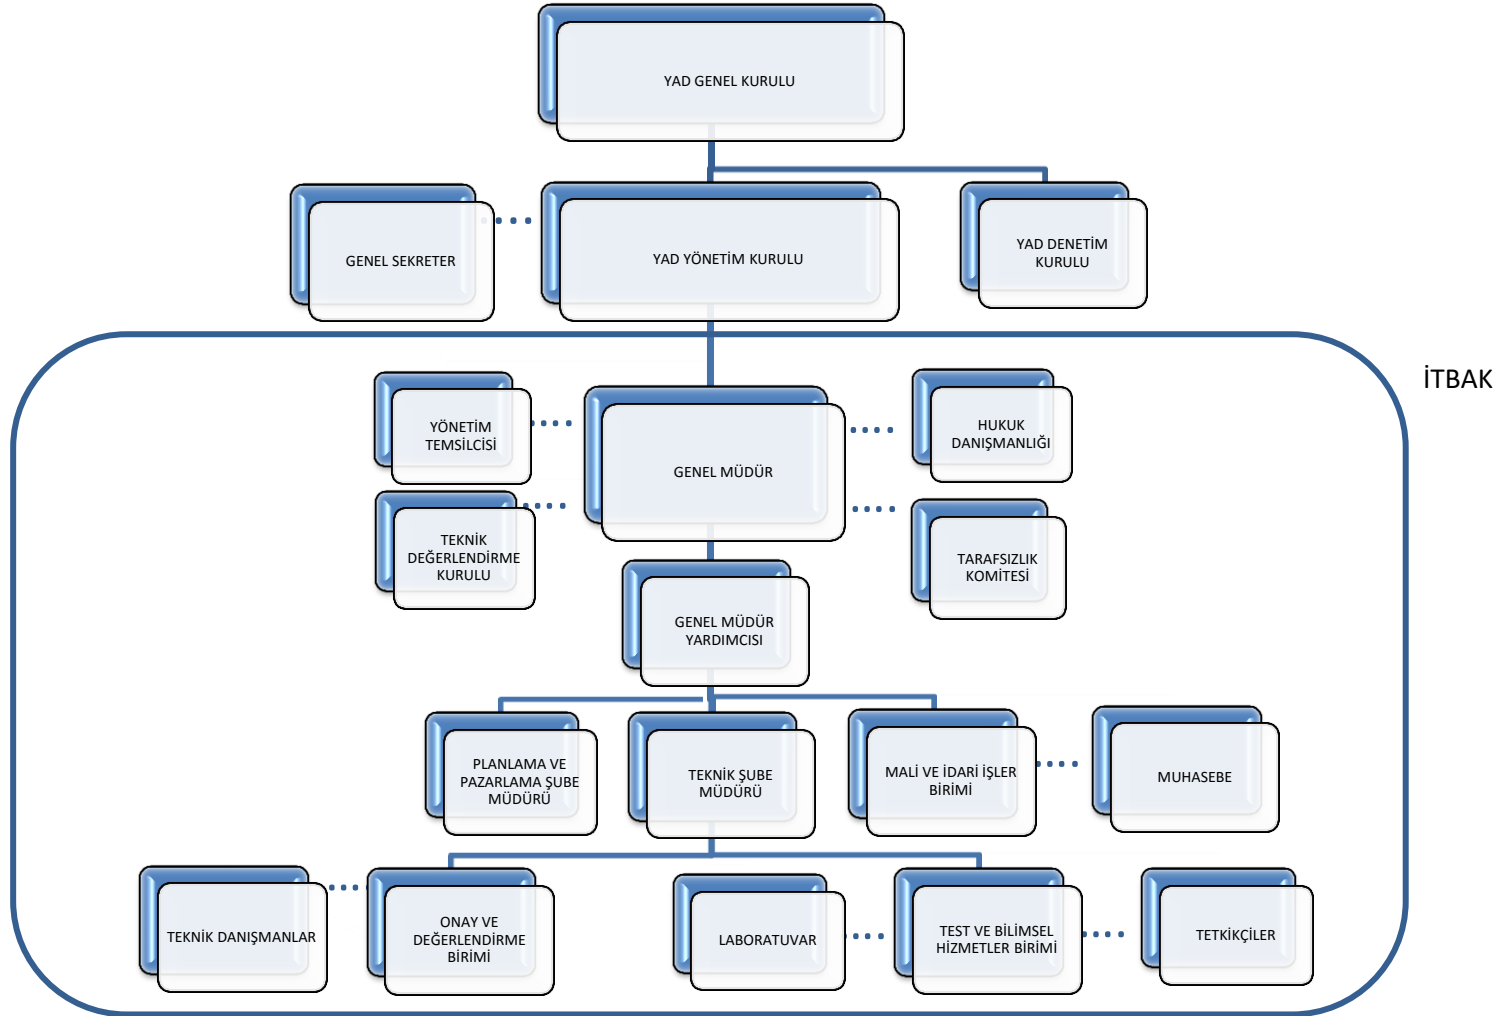 YAD GENEL KURULU
GENEL SEKRETER
YAD YÖNETİM KURULU
YAD DENETİM
KURULU
İTBAK
YÖNETİM
TEMSİLCİSİ
GENEL MÜDÜR
HUKUK
DANIŞMANLIĞI
TEKNİK
DEĞERLENDİRME
KURULU
TARAFSIZLIK
KOMİTESİ
GENEL MÜDÜR
YARDIMCISI
PLANLAMA VE
PAZARLAMA ŞUBE
MÜDÜRÜ
TEKNİK ŞUBE
MÜDÜRÜ
MALİ VE İDARİ İŞLER
BİRİMİ
MUHASEBE
TEKNİK DANIŞMANLAR
ONAY VE
DEĞERLENDİRME
BİRİMİ
LABORATUVAR
TEST VE BİLİMSEL
HİZMETLER BİRİMİ
TETKİKÇİLER